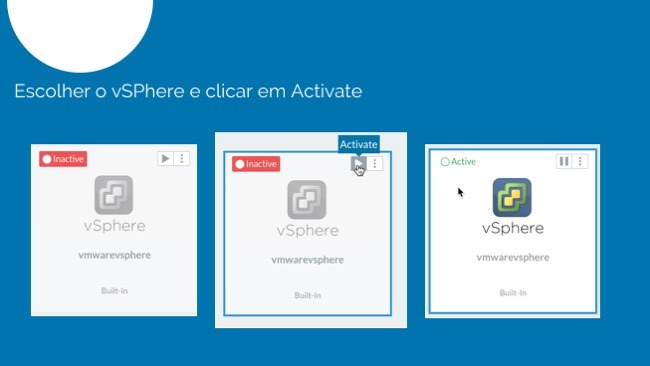 Escolher o vSPhere e clicar em Activate
Inactive
vSphere
vmwarevsphere
Built-In
Activate
Inactive
vSphere
vmwarevsphere
Built-In
Active
vSphere
vmwarevsphere
Built-In